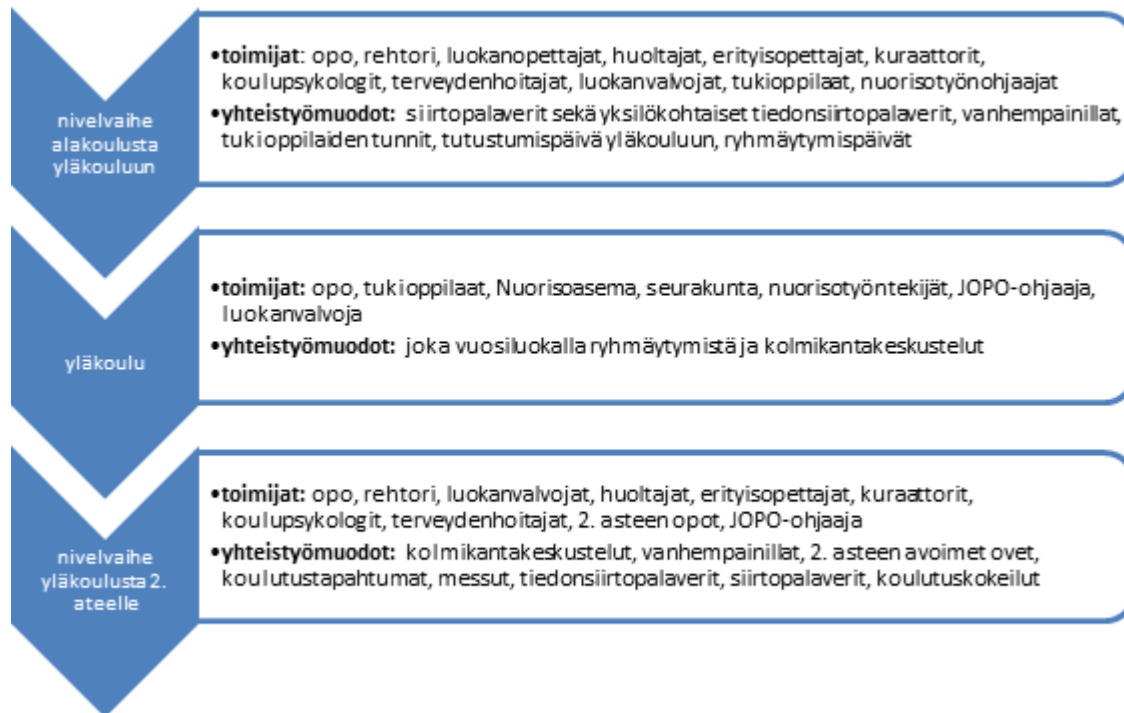 nivelvaihe
alakoulusta
yläkouluun
•toimijat: opo, rehtori, luokanopettajat, huoltajat, erityisopettajat, kuraattorit,
koulupsykologit, terveydenhoitajat, luokanvalvojat, tukioppilaat, nuorisotyönohjaajat
•yhteistyömuodot: siirtopalaverit sekä yksilökohtaiset tiedonsiirtopalaverit, vanhempainillat,
tukioppilaiden tunnit, tutustumispäivä yläkouluun, ryhmäytymispäivät
yläkoulu
•toimijat: opo, tukioppilaat, Nuorisoasema, seurakunta, nuorisotyöntekijät, JOPO-ohjaaja,
luokanvalvoja
•yhteistyömuodot: joka vuosiluokalla ryhmäytymistä ja kolmikantakeskustelut
nivelvaihe
yläkoulusta 2.
ateelle
•toimijat: opo, rehtori, luokanvalvojat, huoltajat, erityisopettajat, kuraattorit,
koulupsykologit, terveydenhoitajat, 2. asteen opot, JOPO-ohjaaja
•yhteistyömuodot: kolmikantakeskustelut, vanhempainillat, 2. asteen avoimet ovet,
koulutustapahtumat, messut, tiedonsiirtopalaverit, siirtopalaverit, koulutuskokeilut